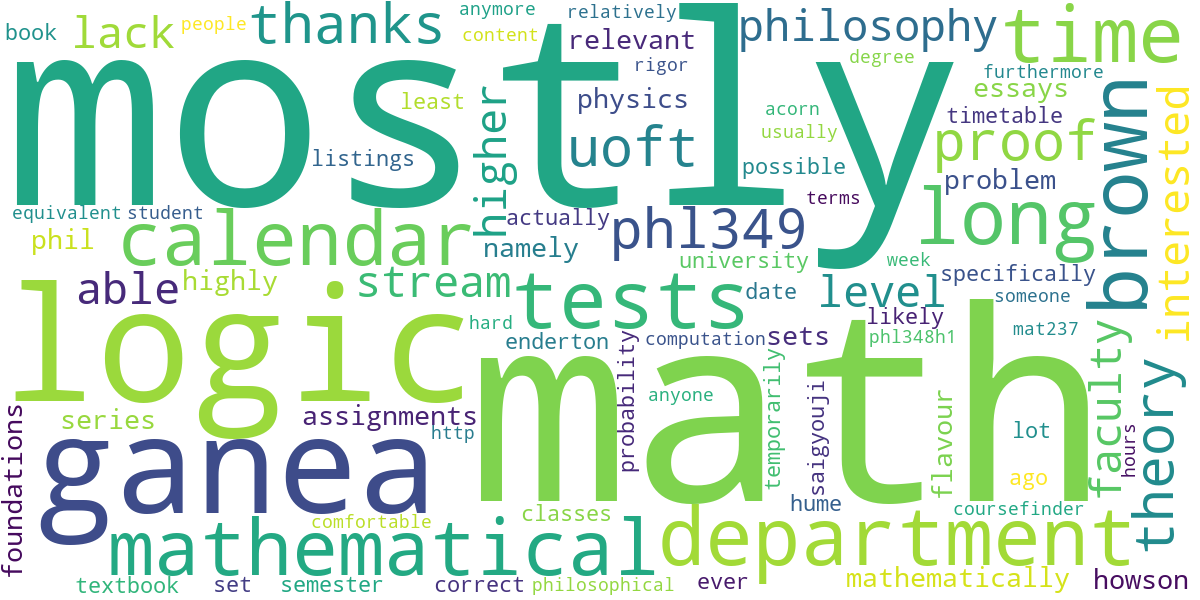 book
lack
people
thanks
anymore
relatively
content
relevant
rigor
philosophy
degree
time
furthermore
mostly
least
higher
physics
uoft
listings
essays
acorn
usually
timetable
proof
possible
brown
interested
equivalent
student
phil
calendar
actually
namely
phl349
terms
problem
long
able
highly
stream
university
week
specifically
logic
tests
date
level
someone
likely
hard
enderton
computation
sets
phl348h1
mat237
theory
faculty
series
assignments
http
probability
anyone
temporarily
saigyouji
flavour
lot
hours
foundations
ganea
math
ago
hume
coursefinder
comfortable
classes
mathematical
department
textbook
set
semester
correct
philosophical
ever
mathematically
howson